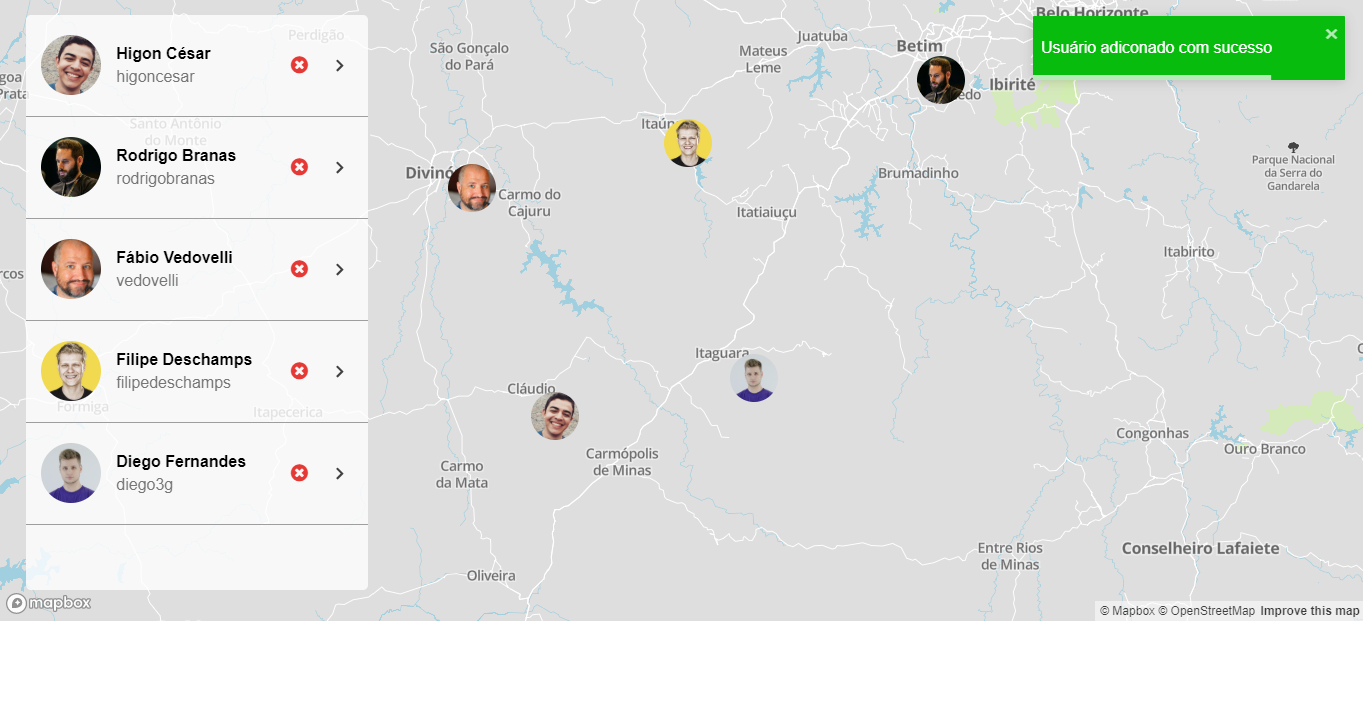 Higon César
higoncesar
Rodrigo Branas
rodrigobranas
Fábio Vedovelli
vedovelli
Filipe Deschamps
filipedeschamps
Diego Fernandes
diego3g
Perdigão
Santo Antônio
do Monte
Formiga
Itapecerica
São Gonçalo
do Pará
Mateus
Leme
Juatuba
Betim
Belo Horizonte
Usuário adiconado com sucesso
Ibirité
Parque Nacional
da Serra do
Gandarela
Brumadinho
Carmo do
Cajuru
Itatiaiuçu
Itabirito
Itaguara
Cláudio
Carmópolis
de Minas
Carmo
da Mata
Congonhas
Ouro Branco
Entre Rios
de Minas
Conselheiro Lafaiete
Oliveira
mapbox
© Mapbox © OpenStreetMap Improve this map